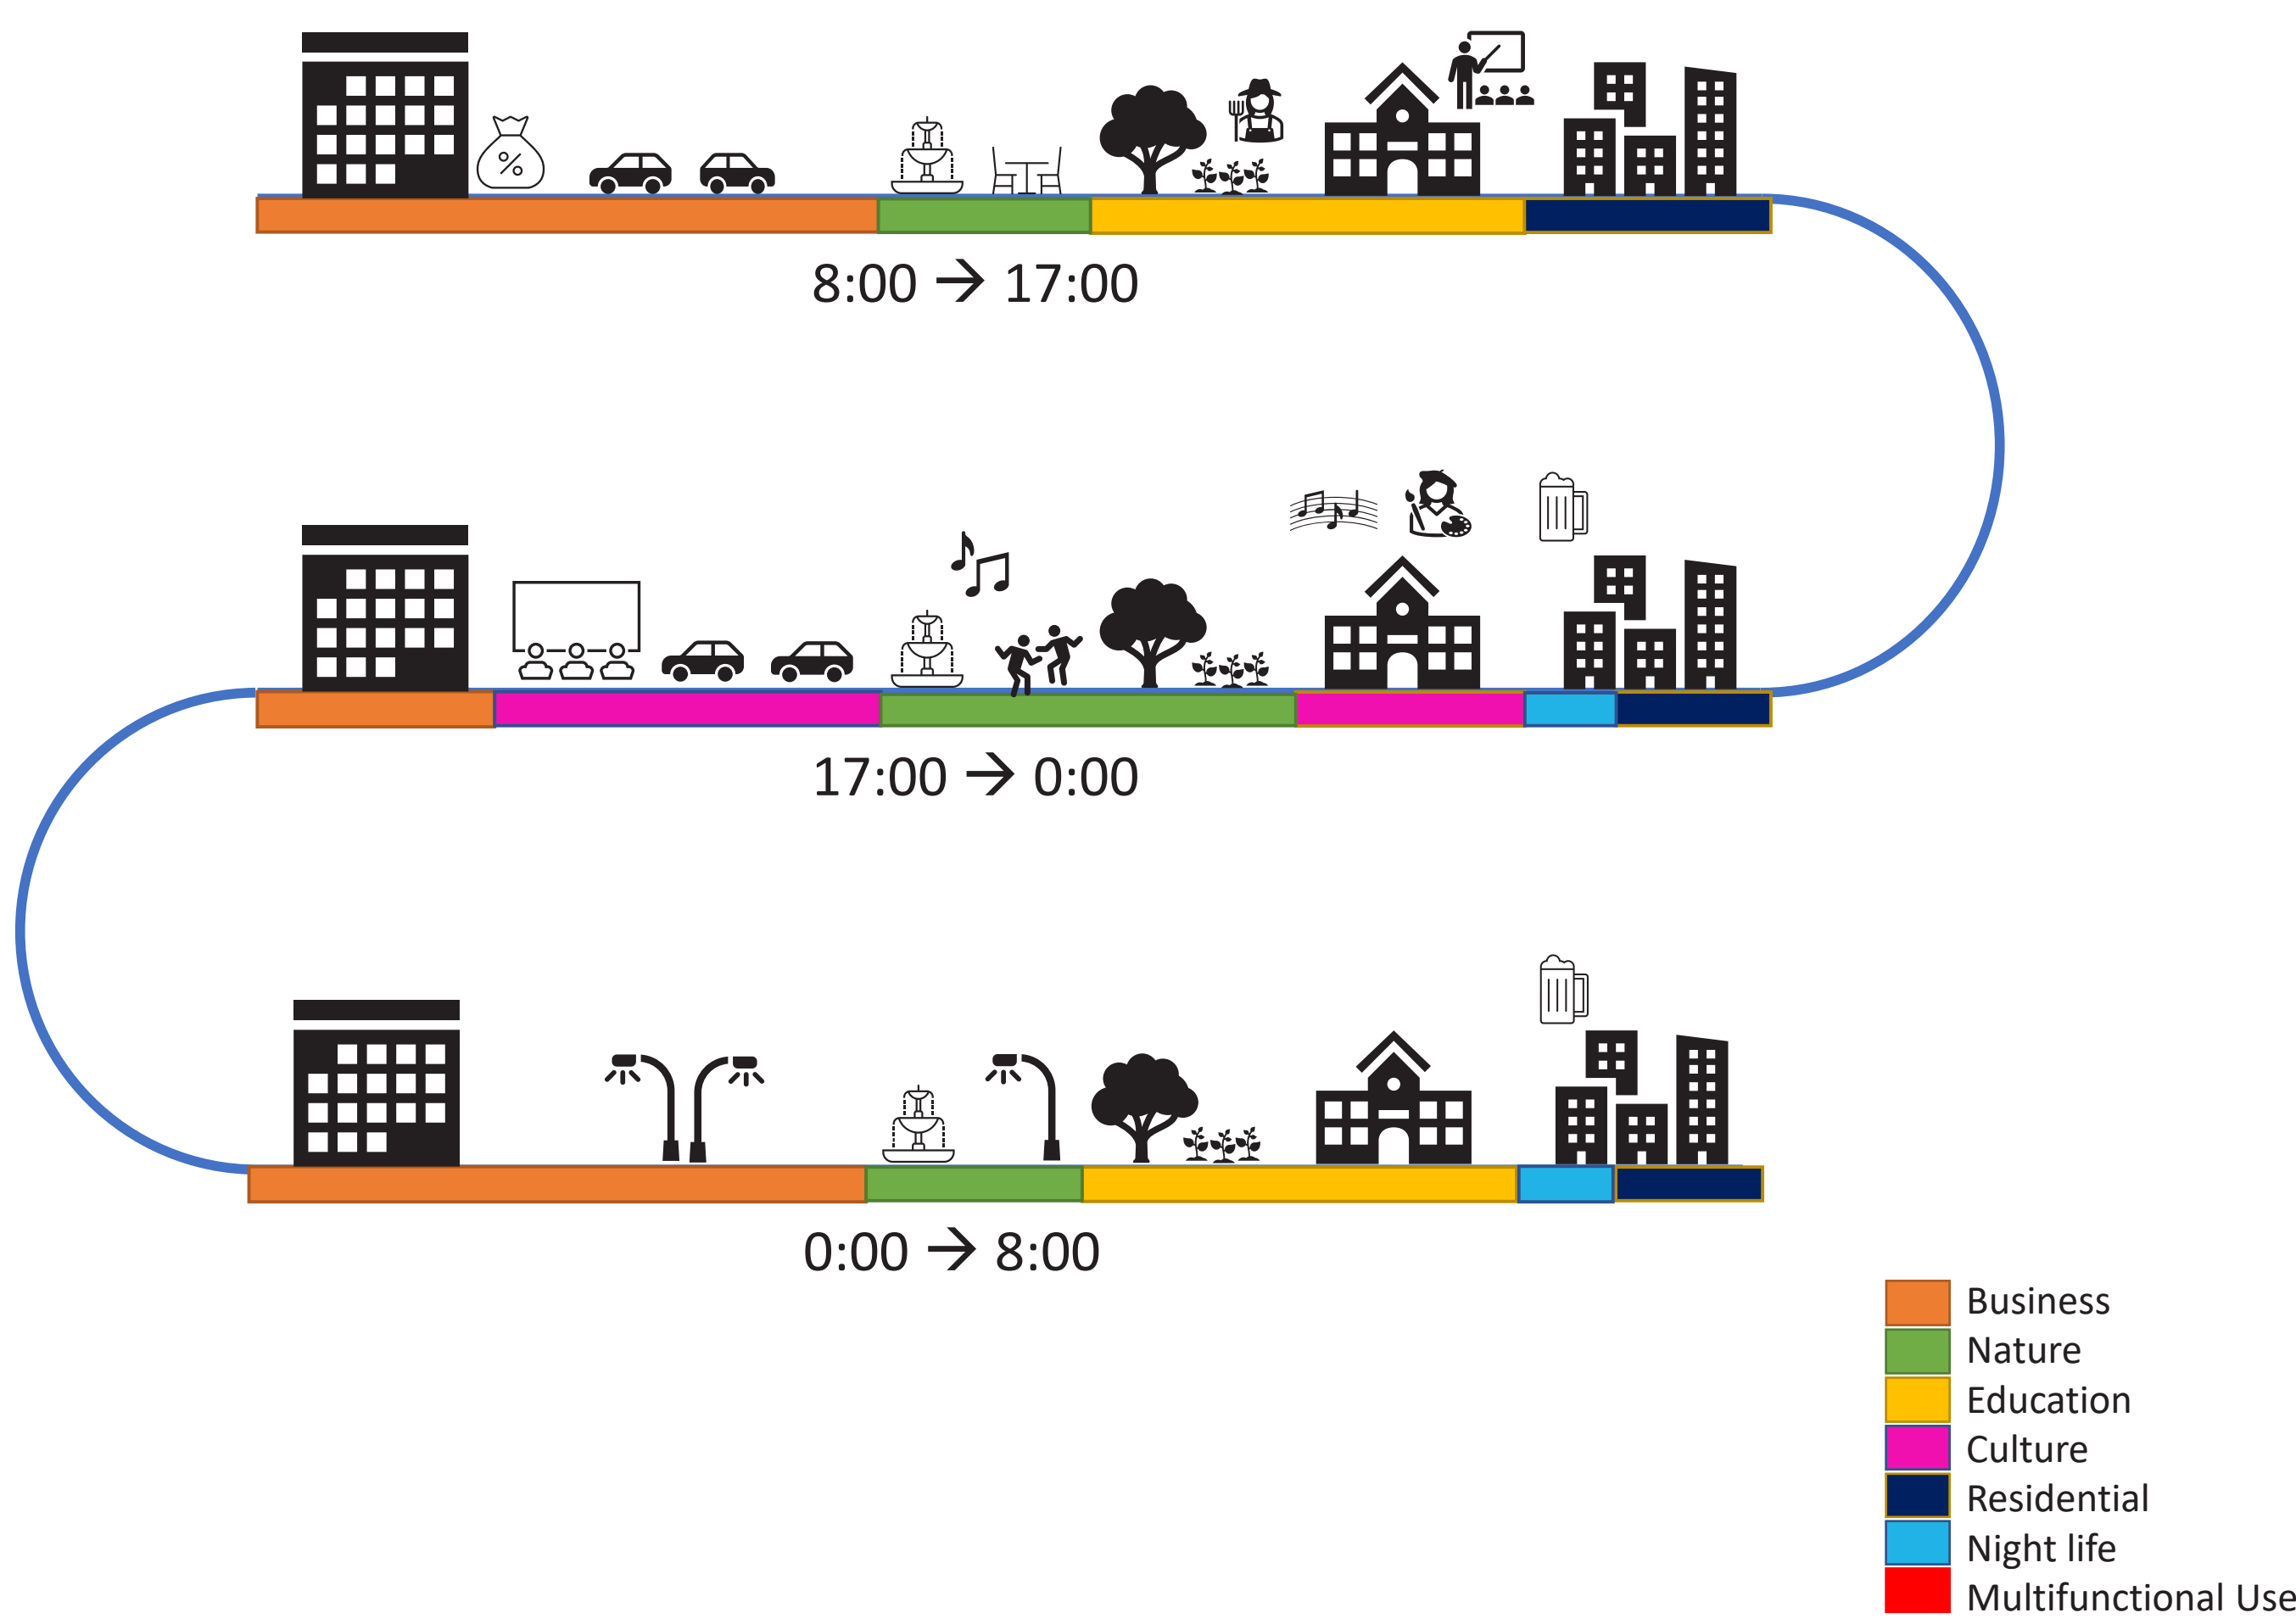 8:00 → 17:00
17:00 → 0:00
0:00 → 8:00
Business
Nature
Education
Culture
Residential
Night life
Multifunctional Use